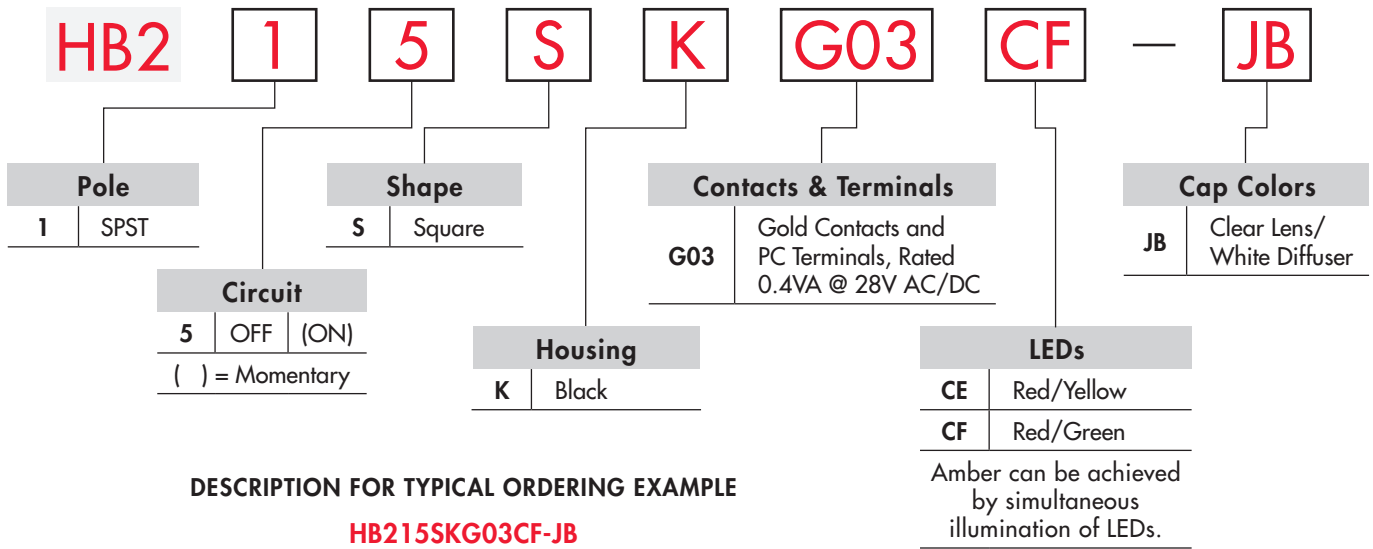 HB2 1 5 S K G03 CF — JB
Pole
1 SPST
Circuit
5 OFF (ON)
( ) = Momentary
Shape
S Square
Housing
K Black
Contacts & Terminals
G03 Gold Contacts and
PC Terminals, Rated
0.4VA @ 28V AC/DC
LEDs
CE Red/Yellow
CF Red/Green
Amber can be achieved
by simultaneous
illumination of LEDs.
Cap Colors
JB Clear Lens/
White Diffuser
DESCRIPTION FOR TYPICAL ORDERING EXAMPLE
HB215SKG03CF-JB